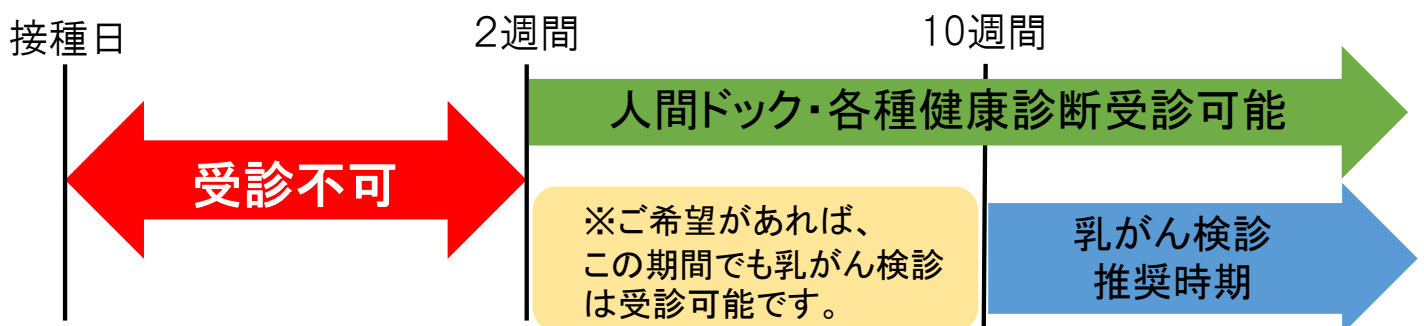 接種日
2週間
10週間
人間ドック・各種健康診断受診可能
受診不可
※ご希望があれば、
この期間でも乳がん検診
は受診可能です。
乳がん検診
推奨時期